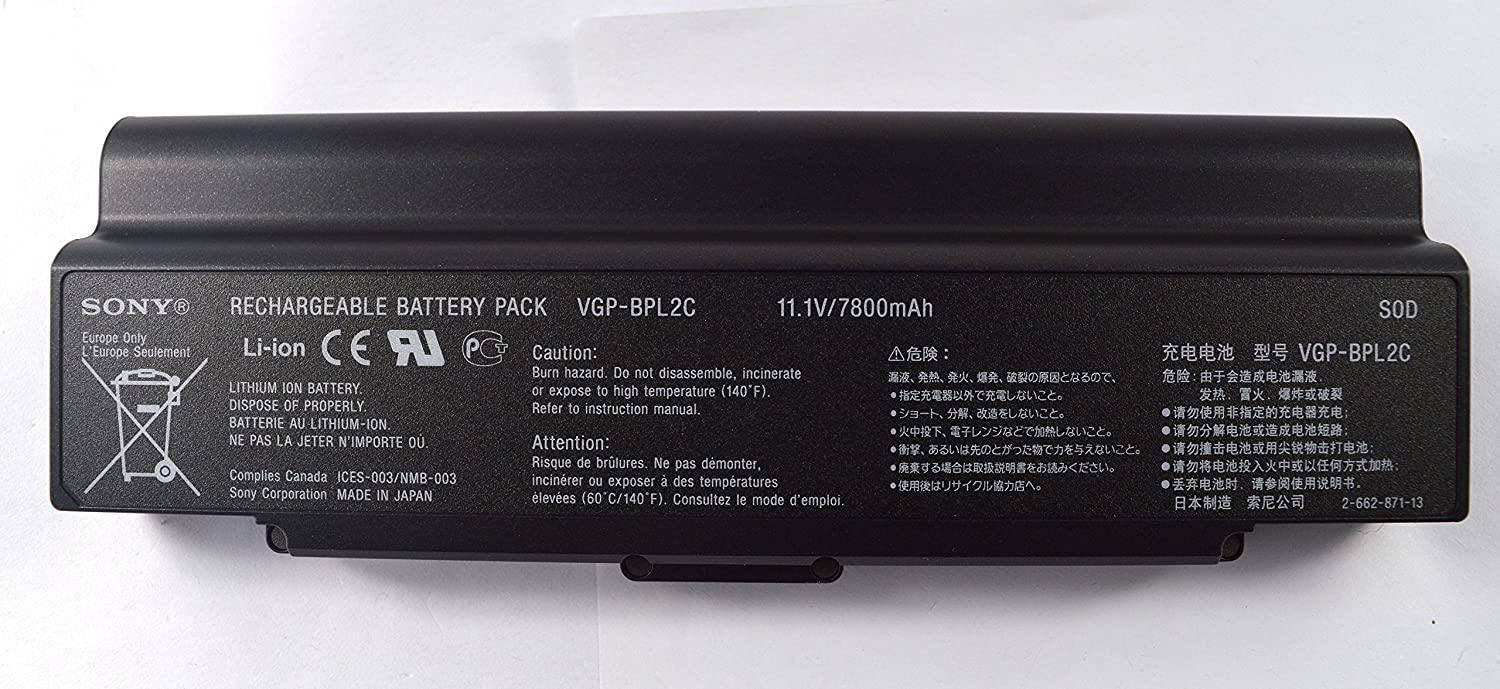 SONY® RECHARGEABLE BATTERY PACK VGP-BPL2C 11.1V/7800mAh SOD
Europe Only
L'Europe Seulement
Li-ion CE RU PCT
LITHIUM ION BATTERY.
DISPOSE OF PROPERLY.
BATTERIE AU LITHIUM-ION.
NE PAS LA JETER N'IMPORTE OÙ.
Complies Canada ICES-003/NMB-003
Sony Corporation MADE IN JAPAN
Caution:
Burn hazard. Do not disassemble, incinerate
or expose to high temperature (140˚F).
Refer to instruction manual.
Attention:
Risque de brûlures. Ne pas démonter,
incinérer ou exposer à des températures
élevées (60˚C/140˚F). Consultez le mode d'emploi.
⚠危険：
漏液、発熱、発火、爆発、破裂の原因となるので、
●指定充電器以外で充電しないこと。
●ショート、分解、改造をしないこと。
●火中投下、電子レンジなどで加熱しないこと。
●衝撃、あるいは先のとがった物で力を与えないこと。
●廃棄する場合は取扱説明書をお読みください。
●使用後はリサイクル協力店へ。
充电电池 型号 VGP-BPL2C
危险: 由于会造成电池漏液
发热、冒火、爆炸或破裂
●请勿使用非指定的充电器充电;
●请勿分解电池或造成电池短路;
●请勿撞击电池或用尖锐物击打电池;
●请勿将电池投入火中或以任何方式加热;
●丢弃电池时、请参阅使用说明书。
日本制造 索尼公司 2-662-871-13